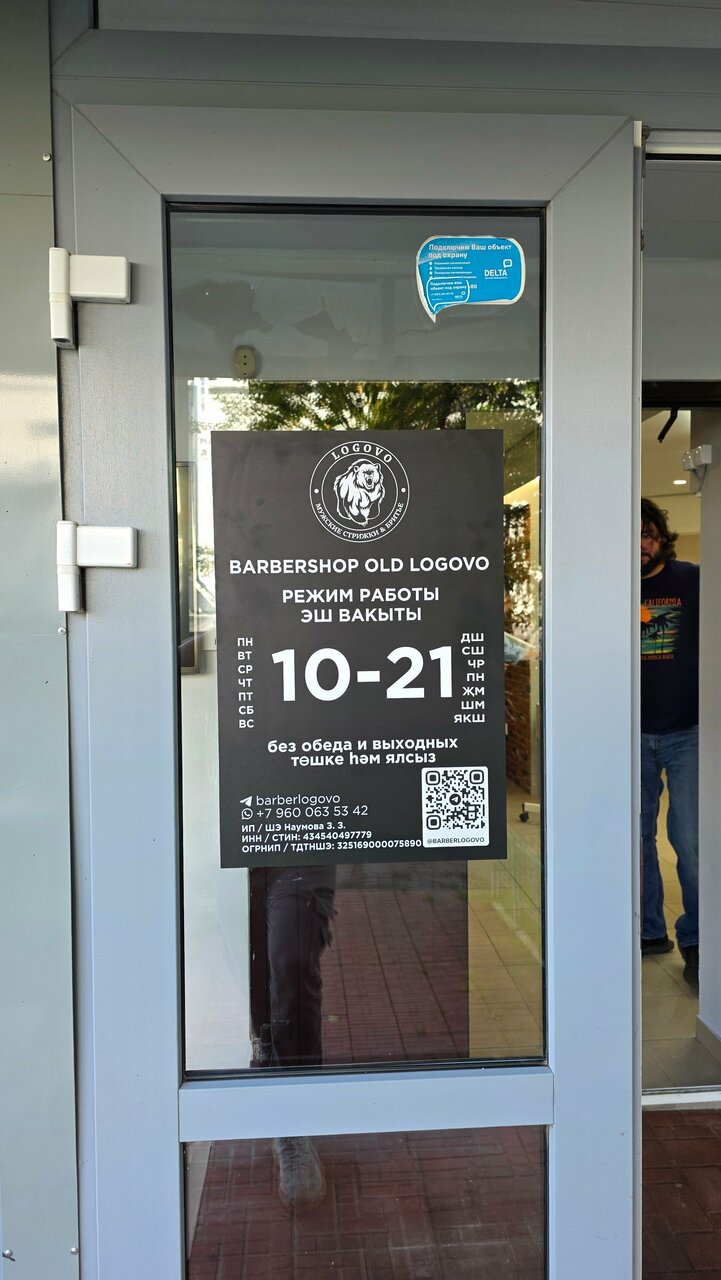 Подключим Ваш объект
под охрану
DELTA
LOGOVO
МУЖСКИЕ СТРИЖКИ & БРИТЬЕ
BARBERSHOP OLD LOGOVO
РЕЖИМ РАБОТЫ
ЭШ ВАКЫТЫ
ПН
ВТ
СР
ЧТ
ПТ
СБ
ВС
10-21
ДШ
СШ
ЧР
ПН
ҖМ
ШМ
ЯКШ
без обеда и выходных
төшке һәм ялсыз
barberlogovo
+7 960 063 53 42
ИП / ШЭ Наумова З. З.
ИНН / СТИН: 434540497779
ОГРНИП / ТДТНШЭ: 325169000075890
@BARBERLOGOVO
CALIFORNIA